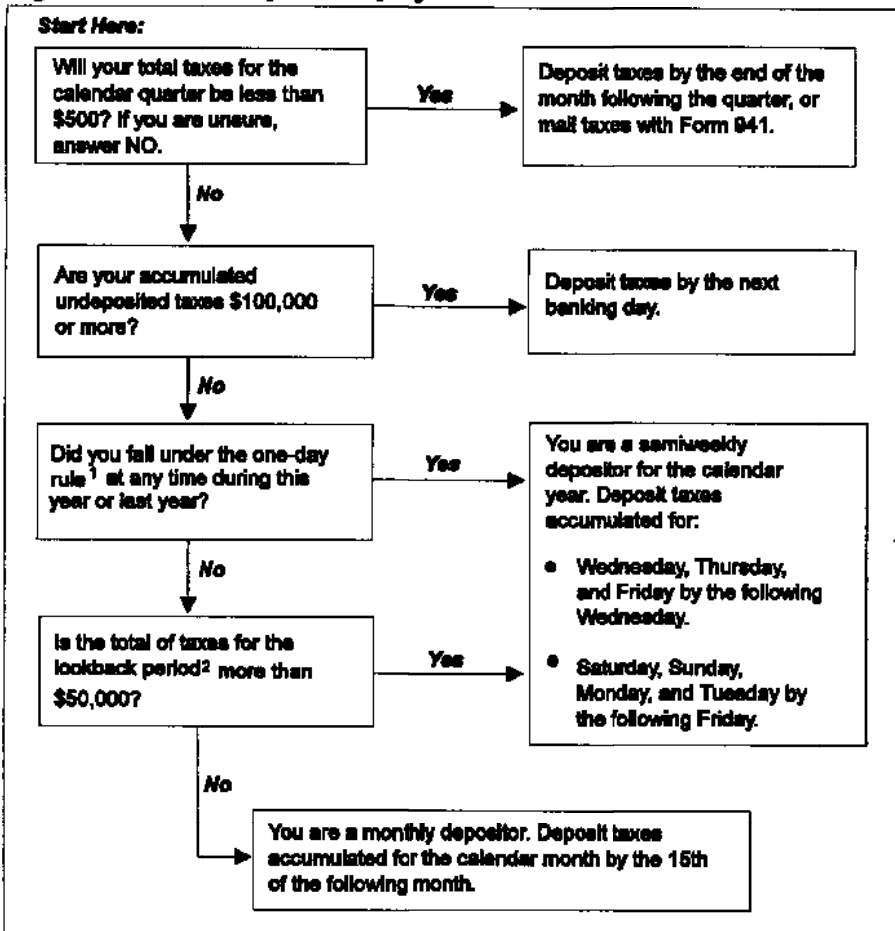 Start Here:
Will your total taxes for the
calendar quarter be less than
$500? If you are unsure,
answer NO.
Yes
Deposit taxes by the end of the
month following the quarter, or
mail taxes with Form 941.
No
Are your accumulated
undeposited taxes $100,000
or more?
Yes
Deposit taxes by the next
banking day.
No
Did you fall under the one-day
rule1 at any time during this
year or last year?
Yes
You are a semiweekly
depositor for the calendar
year. Deposit taxes
accumulated for:
• Wednesday, Thursday,
and Friday by the following
Wednesday.
• Saturday, Sunday,
Monday, and Tuesday by
the following Friday.
No
Is the total of taxes for the
lookback period2 more than
$50,000?
Yes
No
You are a monthly depositor. Deposit taxes
accumulated for the calendar month by the 15th
of the following month.